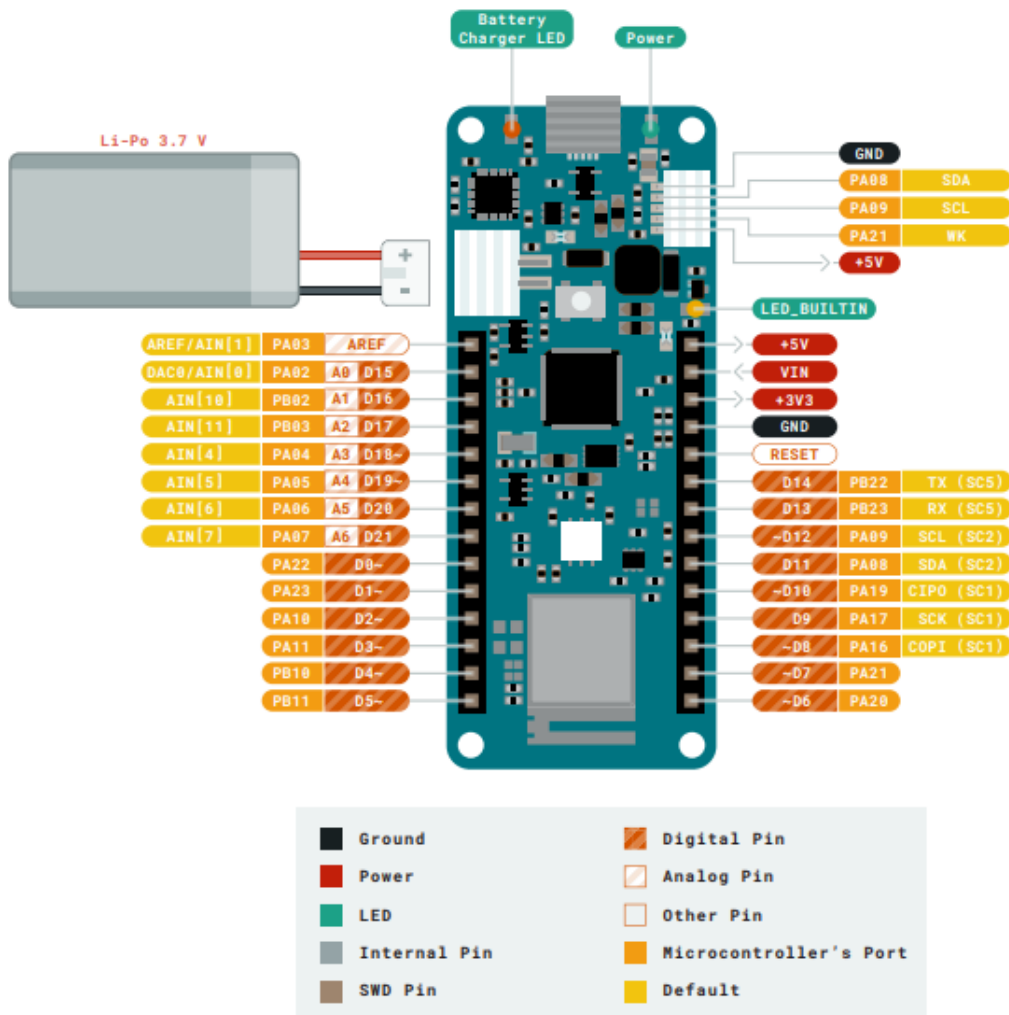 Battery
Charger LED
Power
Li-Po 3.7 V
+
-
GND
PA08 SDA
PA09 SCL
PA21 WK
+5V
LED_BUILTIN
AREF/AIN[1] PA03 AREF
DAC0/AIN[0] PA02 A0 D15
AIN[10] PB02 A1 D16
AIN[11] PB03 A2 D17
AIN[4] PA04 A3 D18~
AIN[5] PA05 A4 D19~
AIN[6] PA06 A5 D20
AIN[7] PA07 A6 D21
PA22 D0~
PA23 D1~
PA10 D2~
PA11 D3~
PB10 D4~
PB11 D5~
+5V
VIN
+3V3
GND
RESET
D14 PB22 TX (SC5)
D13 PB23 RX (SC5)
~D12 PA09 SCL (SC2)
D11 PA08 SDA (SC2)
~D10 PA19 CIPO (SC1)
D9 PA17 SCK (SC1)
~D8 PA16 COPI (SC1)
~D7 PA21
~D6 PA20
Ground
Power
LED
Internal Pin
SWD Pin
Digital Pin
Analog Pin
Other Pin
Microcontroller's Port
Default